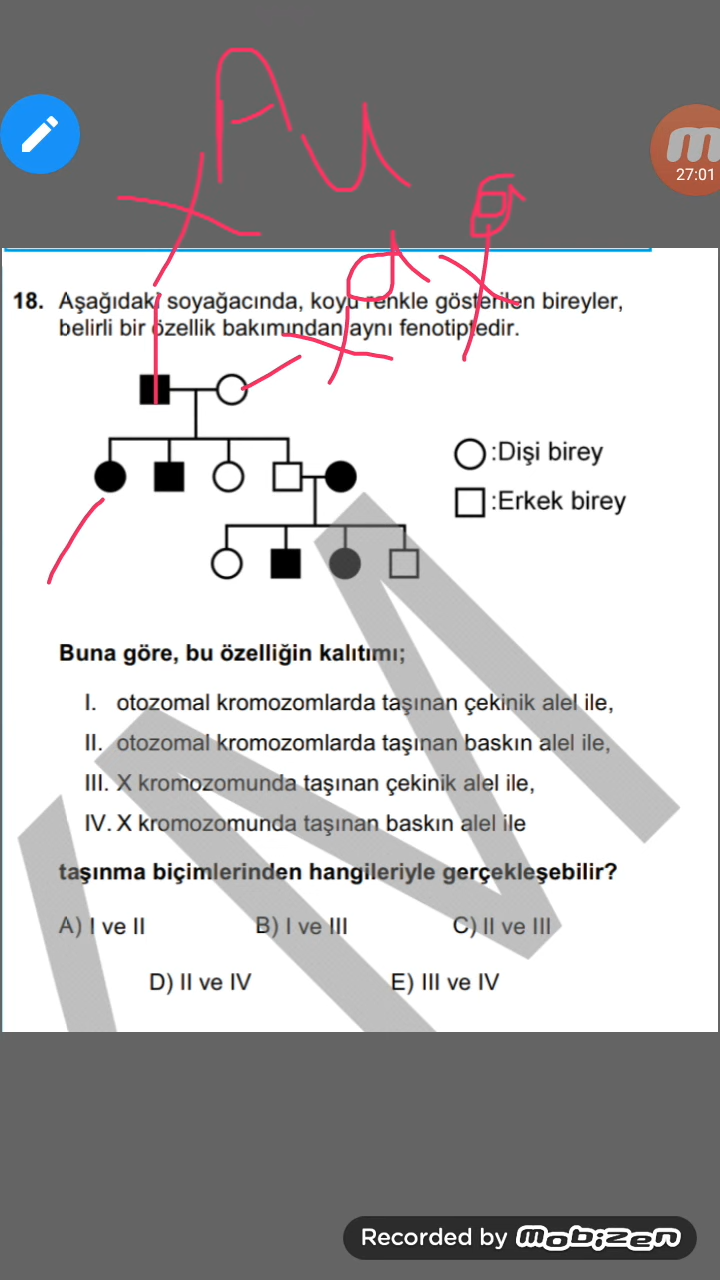 Au
27:01
18. Aşağıdaki soyağacında, koyu renkle gösterilen bireyler,
belirli bir özellik bakımından aynı fenotiptedir.
:Dişi birey
:Erkek birey
Buna göre, bu özelliğin kalıtımı;
I. otozomal kromozomlarda taşınan çekinik alel ile,
II. otozomal kromozomlarda taşınan baskın alel ile,
III. X kromozomunda taşınan çekinik alel ile,
IV. X kromozomunda taşınan baskın alel ile
taşınma biçimlerinden hangileriyle gerçekleşebilir?
A) I ve II B) I ve III C) II ve III
D) II ve IV E) III ve IV
Recorded by mobizen